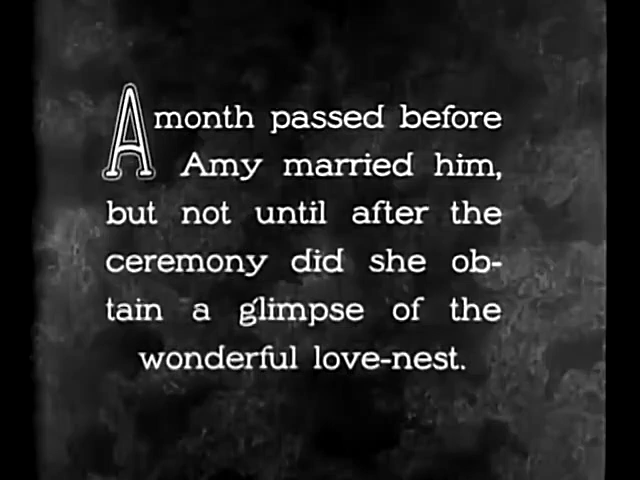 A month passed before
Amy married him,
but not until after the
ceremony did she ob-
tain a glimpse of the
wonderful love-nest.